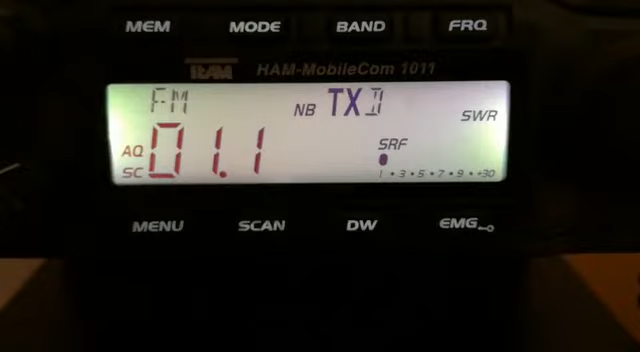 MEM MODE BAND FRQ
TEAM HAM-MobileCom 1011
FM NB TX SWR
AQ 01.1 SRF
SC 1 • 3 • 5 • 7 • 9 • +30
MENU SCAN DW EMG